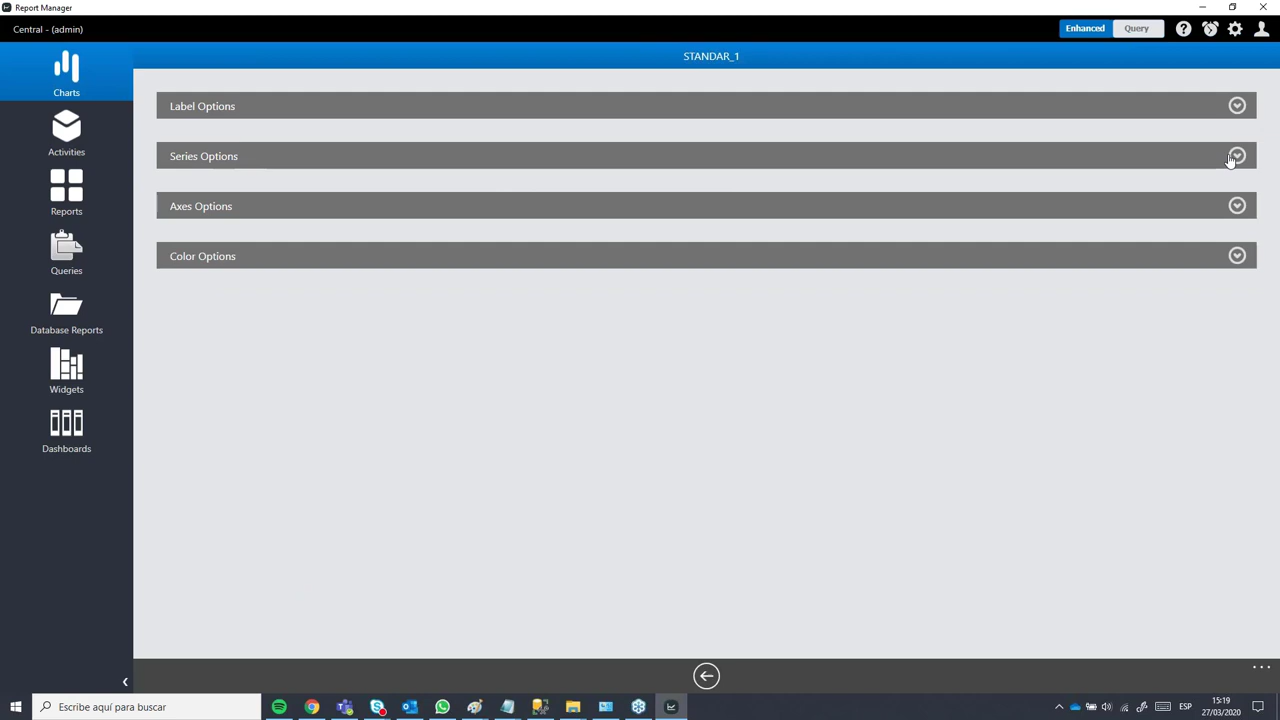 Report Manager
Central - (admin)
Enhanced
Query
STANDAR_1
Charts
Activities
Reports
Queries
Database Reports
Widgets
Dashboards
Label Options
Series Options
Axes Options
Color Options
Escribe aquí para buscar
ESP
15:19
27/03/2020